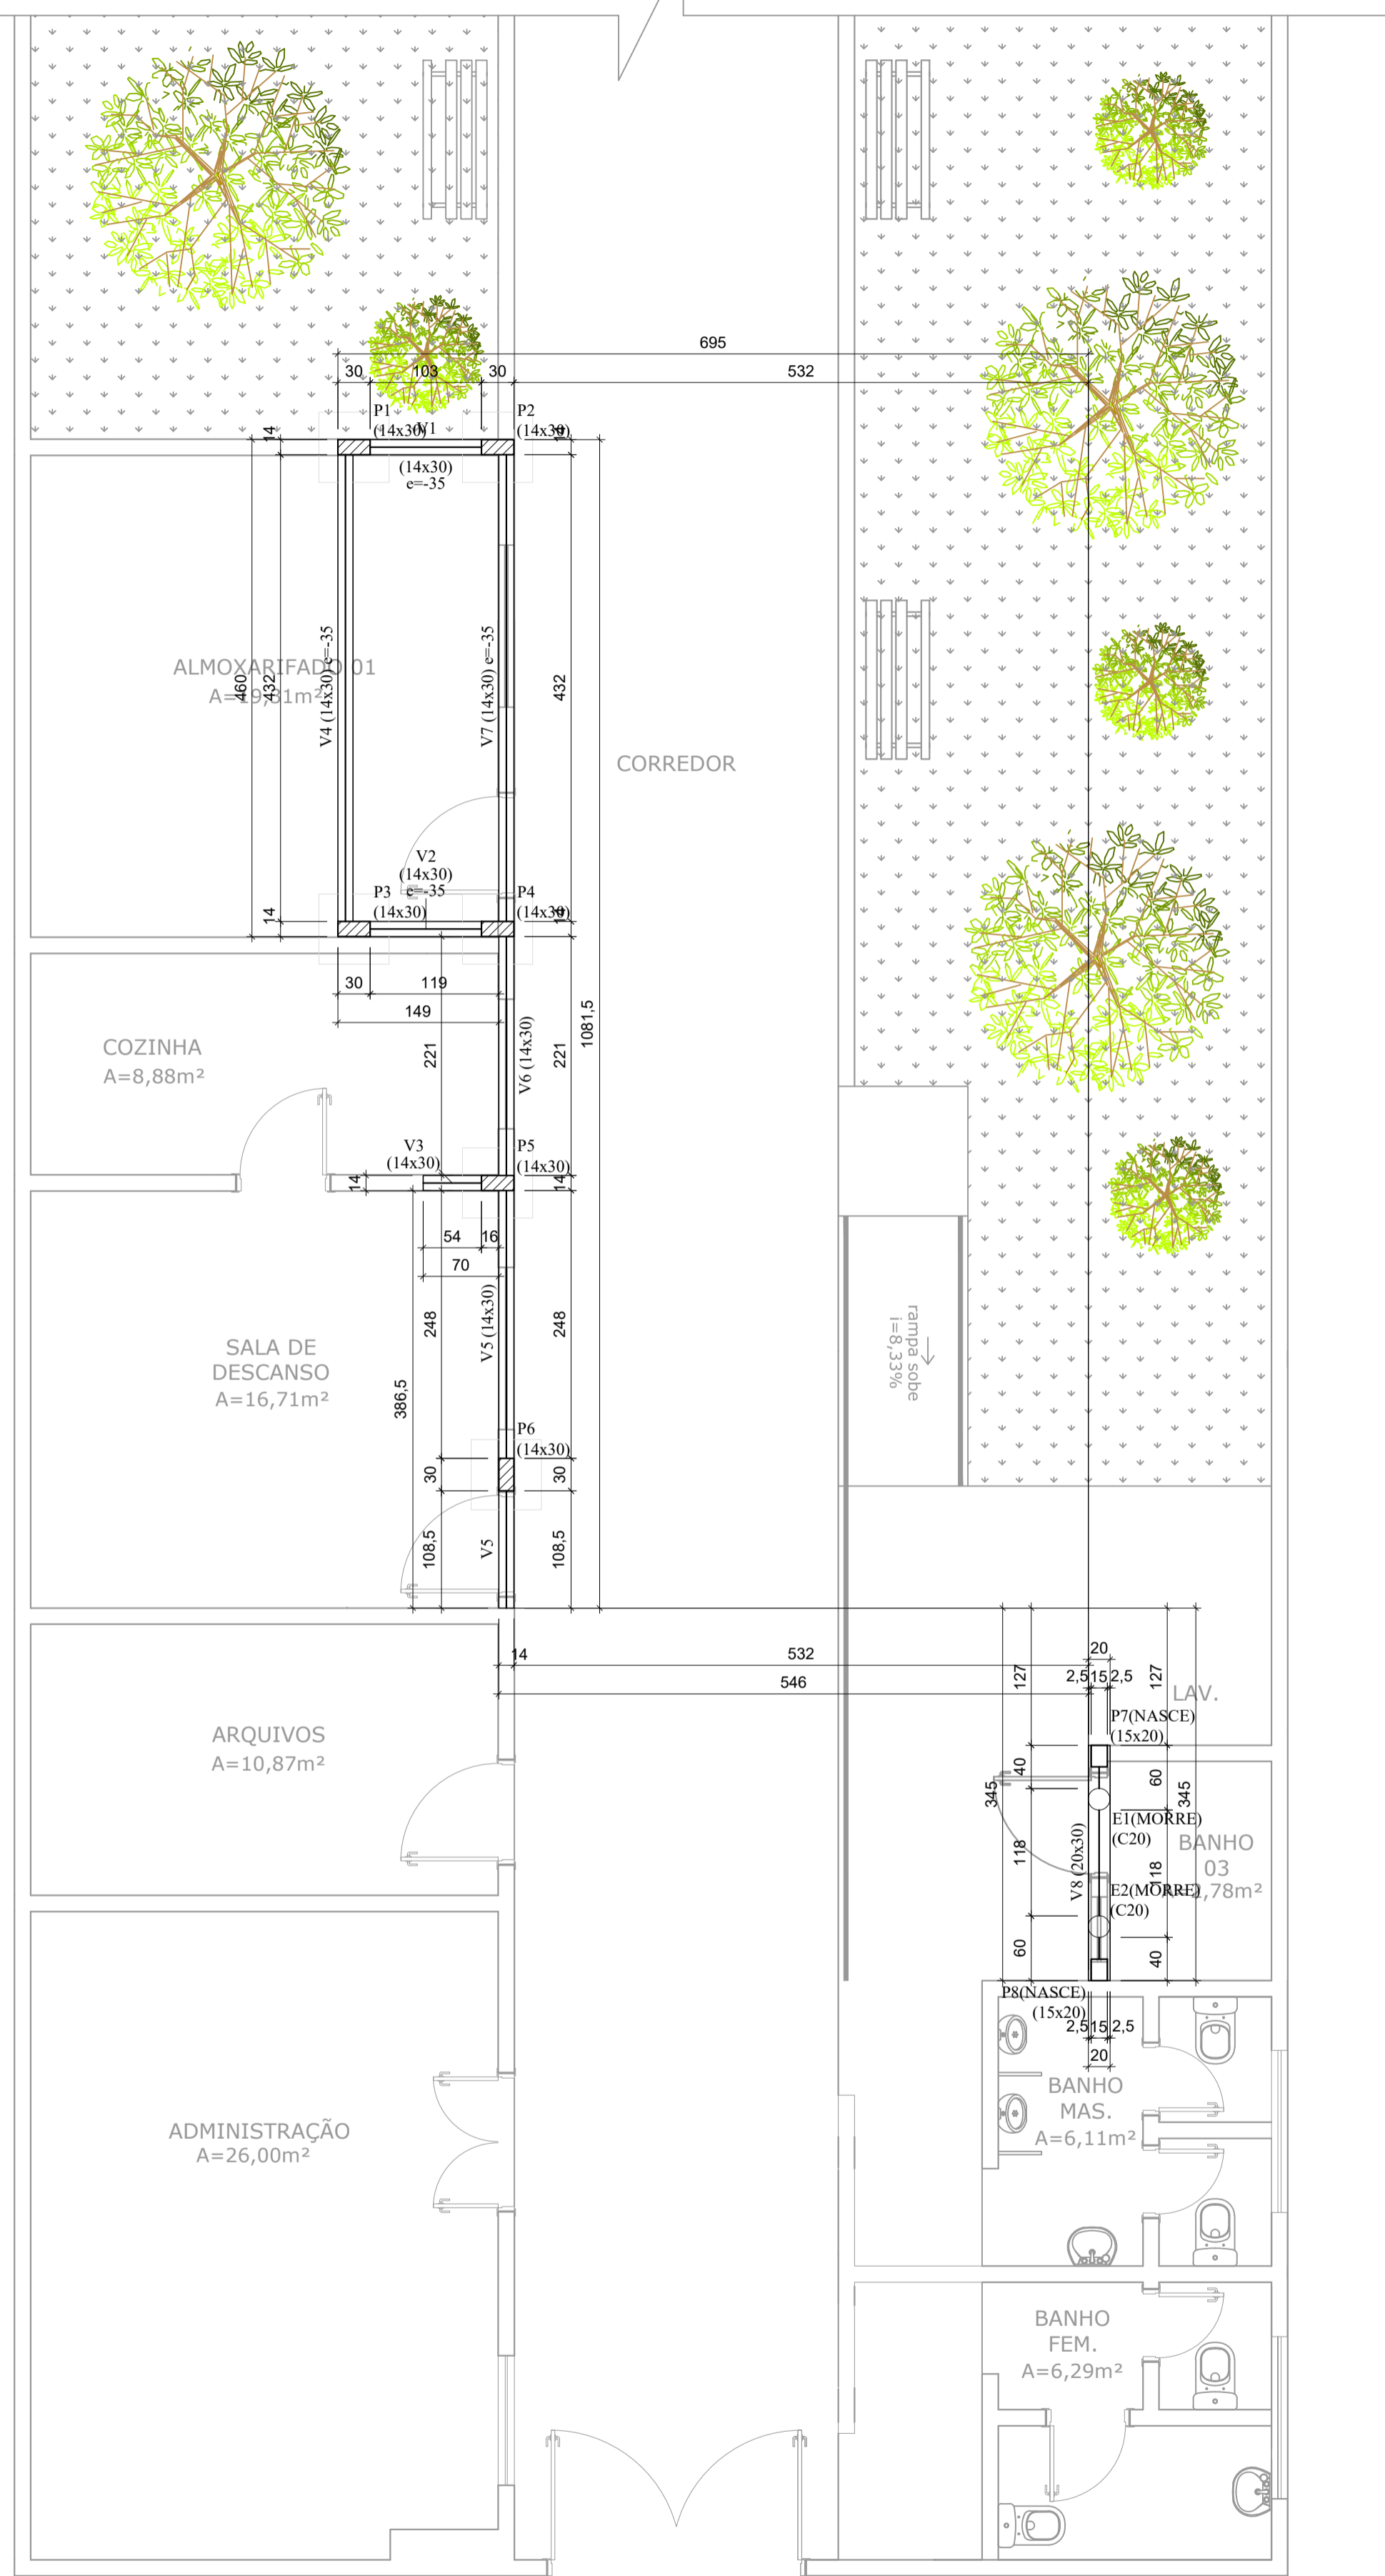 695
30
103
30
532
P1
(14x30)
V1
P2
(14x30)
14
14
(14x30)
e=-35
ALMOXARIFADO 01
A=19,81m²
460
432
V4 (14x30) e=-35
V7 (14x30) e=-35
432
CORREDOR
V2
(14x30)
e=-35
P3
(14x30)
P4
(14x30)
14
14
30
119
149
1081,5
COZINHA
A=8,88m²
221
V6 (14x30)
221
V3
(14x30)
P5
(14x30)
14
14
54
16
70
248
V5 (14x30)
248
rampa sobe
i=8,33%
SALA DE
DESCANSO
A=16,71m²
386,5
P6
(14x30)
30
30
108,5
V5
108,5
14
532
546
20
2,5
15
2,5
127
127
LAV.
P7(NASCE)
(15x20)
ARQUIVOS
A=10,87m²
40
60
345
345
E1(MORRE)
(C20)
V8 (20x30)
118
118
BANHO
03
2,78m²
E2(MORRE)
(C20)
60
40
P8(NASCE)
(15x20)
2,5
15
2,5
20
BANHO
MAS.
A=6,11m²
ADMINISTRAÇÃO
A=26,00m²
BANHO
FEM.
A=6,29m²